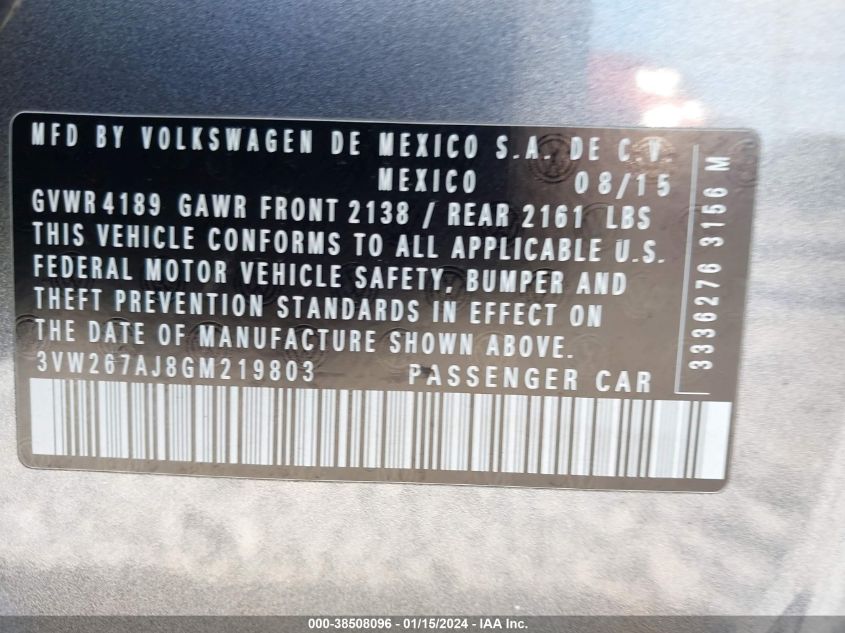 MFD BY VOLKSWAGEN DE MEXICO S.A. DE C.V.
MEXICO 08/15
GVWR 4189 GAWR FRONT 2138 / REAR 2161 LBS
THIS VEHICLE CONFORMS TO ALL APPLICABLE U.S.
FEDERAL MOTOR VEHICLE SAFETY, BUMPER AND
THEFT PREVENTION STANDARDS IN EFFECT ON
THE DATE OF MANUFACTURE SHOWN ABOVE.
3VW267AJ8GM219803 PASSENGER CAR
3336276 3156 M
000-38508096 - 01/15/2024 - IAA Inc.